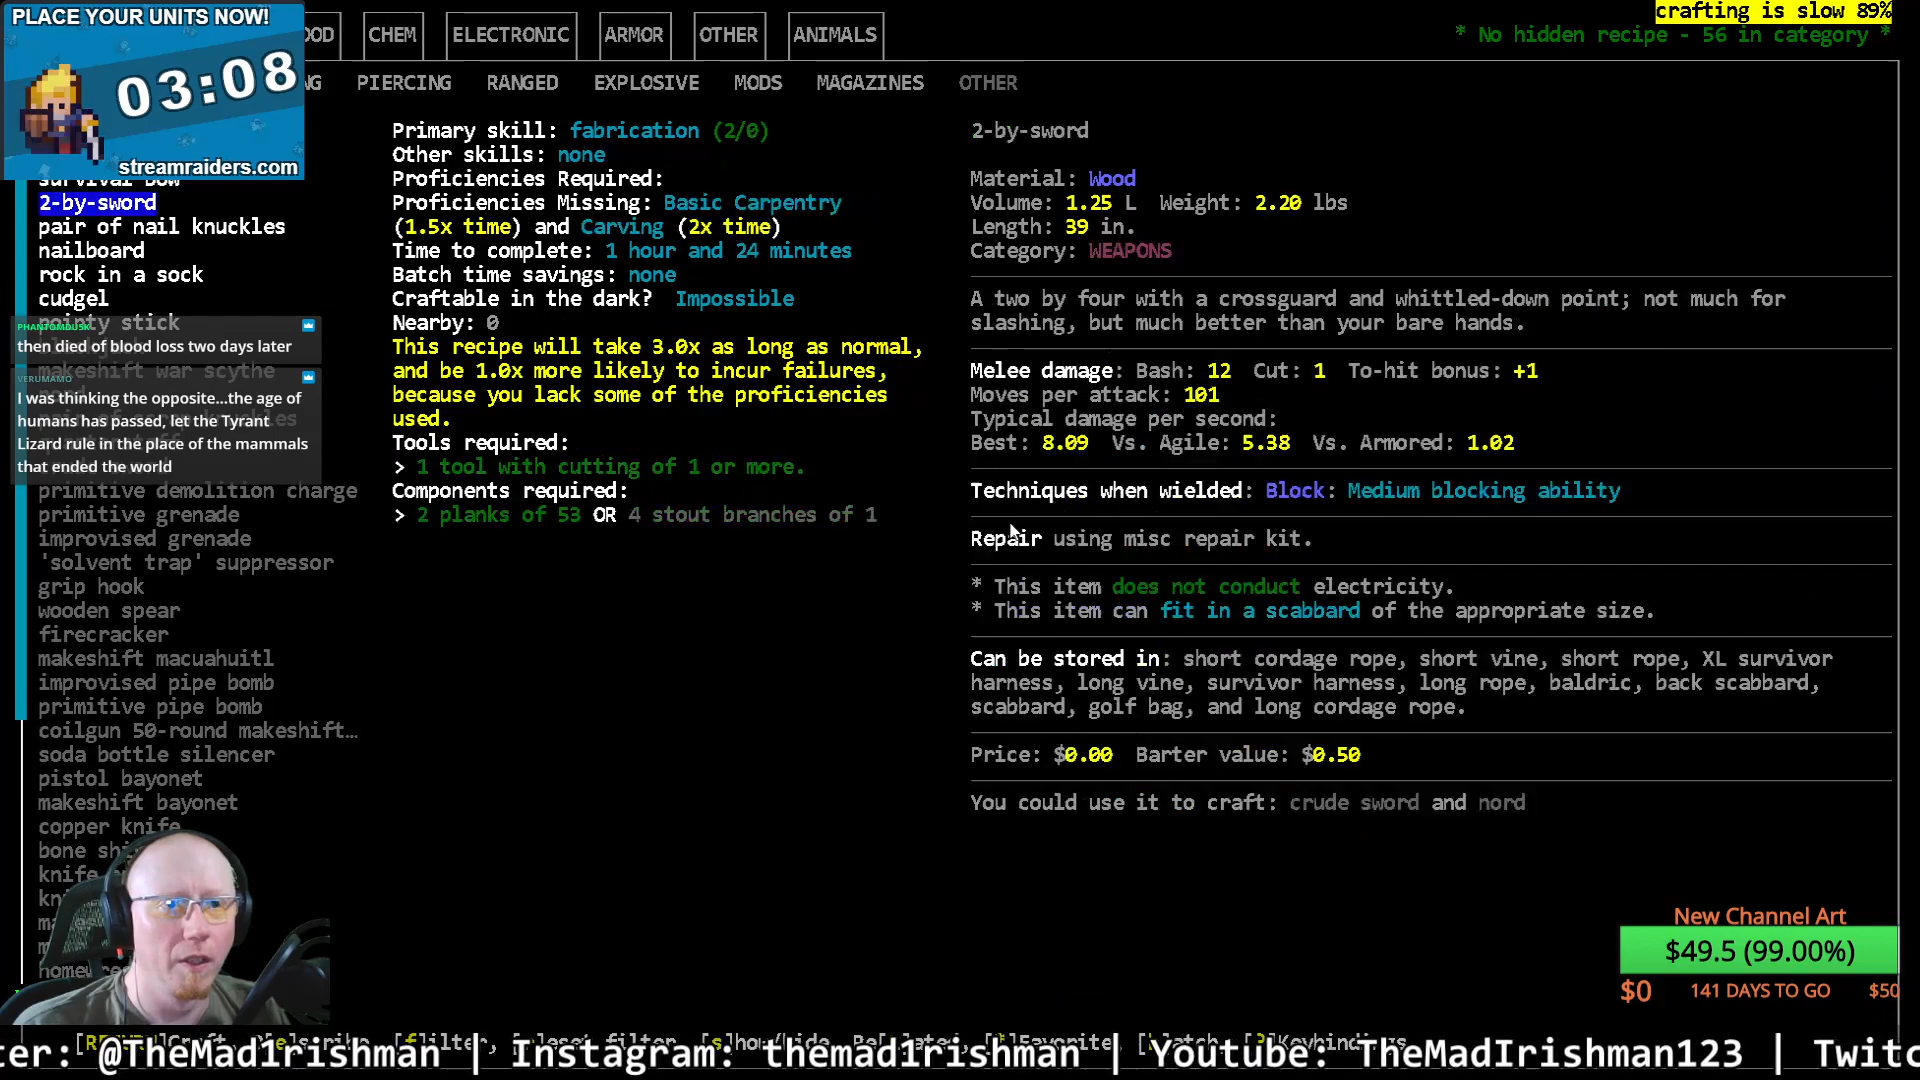 PLACE YOUR UNITS NOW!
03:08
streamraiders.com
OOD CHEM ELECTRONIC ARMOR OTHER ANIMALS
crafting is slow 89%
* No hidden recipe - 56 in category *
NG PIERCING RANGED EXPLOSIVE MODS MAGAZINES OTHER
survival bow
2-by-sword
pair of nail knuckles
nailboard
rock in a sock
cudgel
pointy stick
PHANTOMDUSK
then died of blood loss two days later
makeshift war scythe
VERUMAMO
I was thinking the opposite...the age of
humans has passed, let the Tyrant
Lizard rule in the place of the mammals
that ended the world
primitive demolition charge
primitive grenade
improvised grenade
'solvent trap' suppressor
grip hook
wooden spear
firecracker
makeshift macuahuitl
improvised pipe bomb
primitive pipe bomb
coilgun 50-round makeshift…
soda bottle silencer
pistol bayonet
makeshift bayonet
copper knife
bone shi
knife
kn
ma
m
Primary skill: fabrication (2/0)
Other skills: none
Proficiencies Required:
Proficiencies Missing: Basic Carpentry
(1.5x time) and Carving (2x time)
Time to complete: 1 hour and 24 minutes
Batch time savings: none
Craftable in the dark? Impossible
Nearby: 0
This recipe will take 3.0x as long as normal,
and be 1.0x more likely to incur failures,
because you lack some of the proficiencies
used.
Tools required:
> 1 tool with cutting of 1 or more.
Components required:
> 2 planks of 53 OR 4 stout branches of 1
2-by-sword
Material: Wood
Volume: 1.25 L Weight: 2.20 lbs
Length: 39 in.
Category: WEAPONS
A two by four with a crossguard and whittled-down point; not much for
slashing, but much better than your bare hands.
Melee damage: Bash: 12 Cut: 1 To-hit bonus: +1
Moves per attack: 101
Typical damage per second:
Best: 8.09 Vs. Agile: 5.38 Vs. Armored: 1.02
Techniques when wielded: Block: Medium blocking ability
Repair using misc repair kit.
* This item does not conduct electricity.
* This item can fit in a scabbard of the appropriate size.
Can be stored in: short cordage rope, short vine, short rope, XL survivor
harness, long vine, survivor harness, long rope, baldric, back scabbard,
scabbard, golf bag, and long cordage rope.
Price: $0.00 Barter value: $0.50
You could use it to craft: crude sword and nord
New Channel Art
$49.5 (99.00%)
$0 141 DAYS TO GO $50
ter: @TheMad1rishman | Instagram: themad1rishman | Youtube: TheMadIrishman123 | Twitc